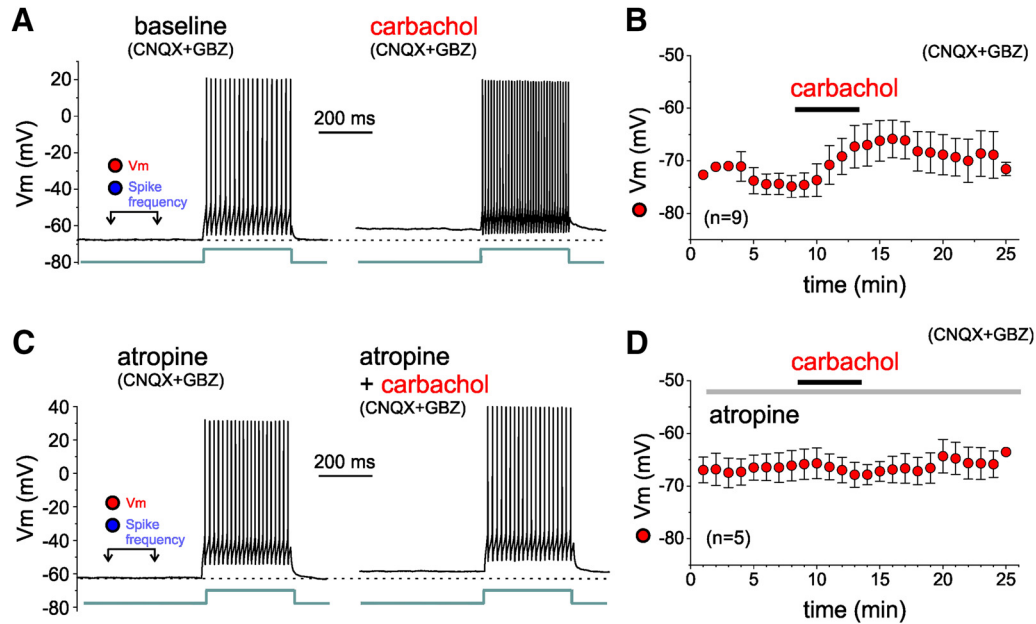 A
baseline
(CNQX+GBZ)
carbachol
(CNQX+GBZ)
20
0
-20
-40
-60
-80
Vm (mV)
200 ms
Vm
Spike
frequency
B
(CNQX+GBZ)
carbachol
-50
-60
-70
-80
Vm (mV)
(n=9)
0 5 10 15 20 25
time (min)
C
atropine
(CNQX+GBZ)
atropine
+ carbachol
(CNQX+GBZ)
40
20
0
-20
-40
-60
-80
Vm (mV)
200 ms
Vm
Spike
frequency
D
(CNQX+GBZ)
carbachol
atropine
-50
-60
-70
-80
Vm (mV)
(n=5)
0 5 10 15 20 25
time (min)